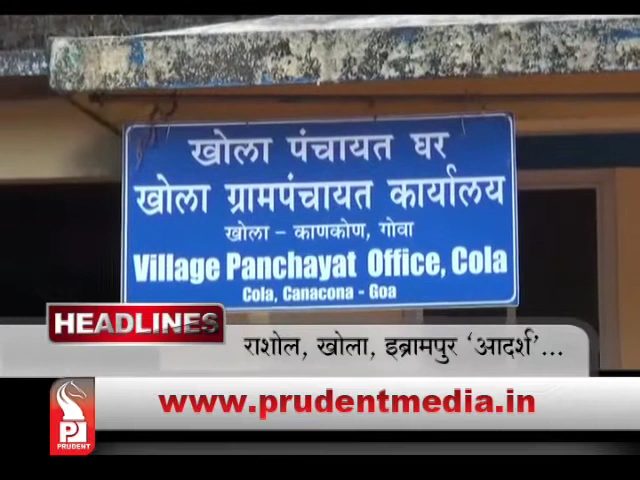 HEADLINES
खोला पंचायत घर
खोला ग्रामपंचायत कार्यालय
खोला - काणकोण, गोवा
Village Panchayat Office, Cola
Cola, Canacona - Goa
HEADLINES
राशोल, खोला, इब्रामपुर ‘आदर्श’...
www.prudentmedia.in
PRUDENT